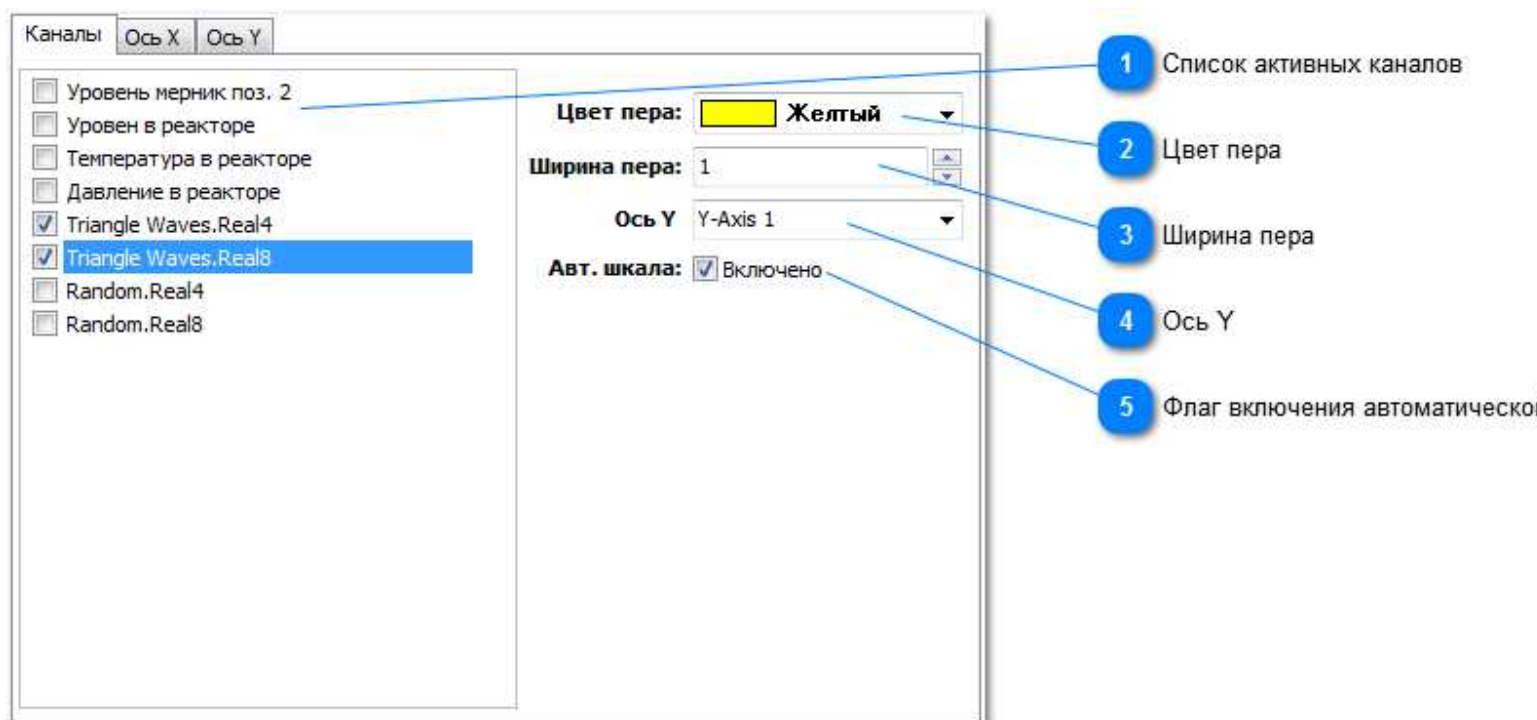 Каналы
Ось X
Ось Y
Уровень мерник поз. 2
Уровен в реакторе
Температура в реакторе
Давление в реакторе
Triangle Waves.Real4
Triangle Waves.Real8
Random.Real4
Random.Real8
Цвет пера: Желтый
Ширина пера: 1
Ось Y Y-Axis 1
Авт. шкала: Включено
1 Список активных каналов
2 Цвет пера
3 Ширина пера
4 Ось Y
5 Флаг включения